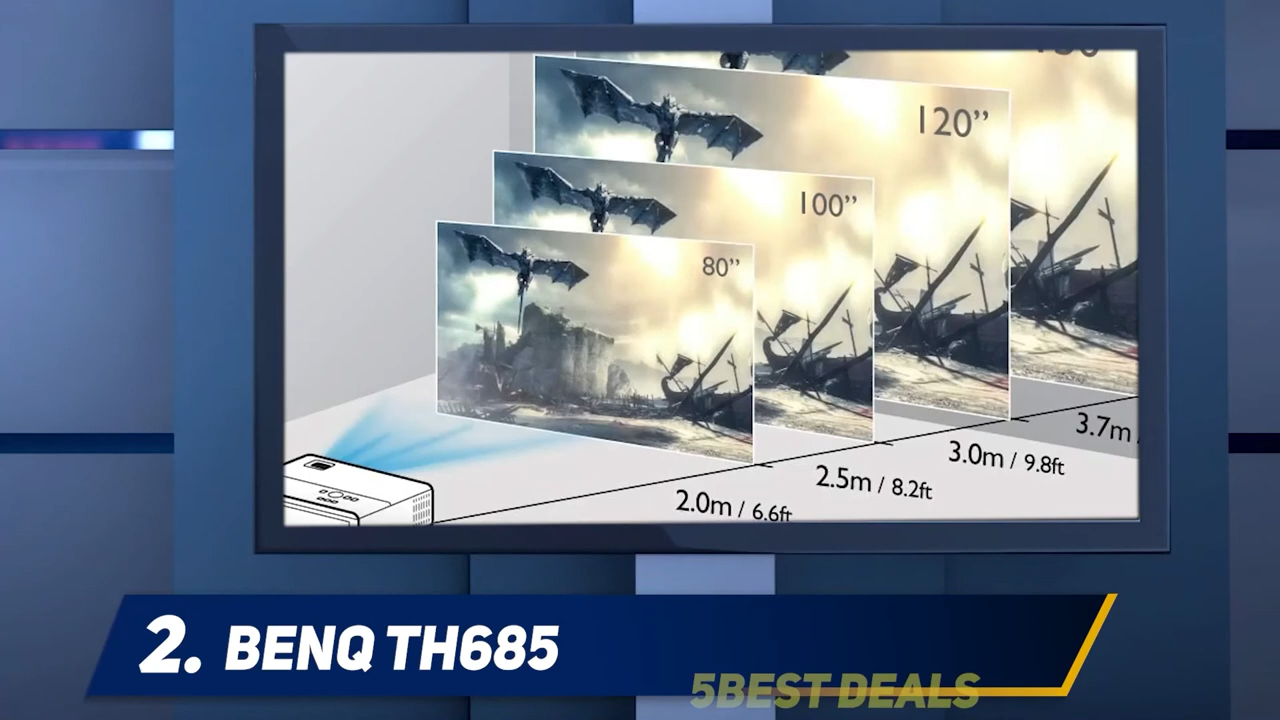 120”
100”
80”
3.7m
3.0m / 9.8ft
2.5m / 8.2ft
2.0m / 6.6ft
2. BENQ TH685
5BEST DEALS